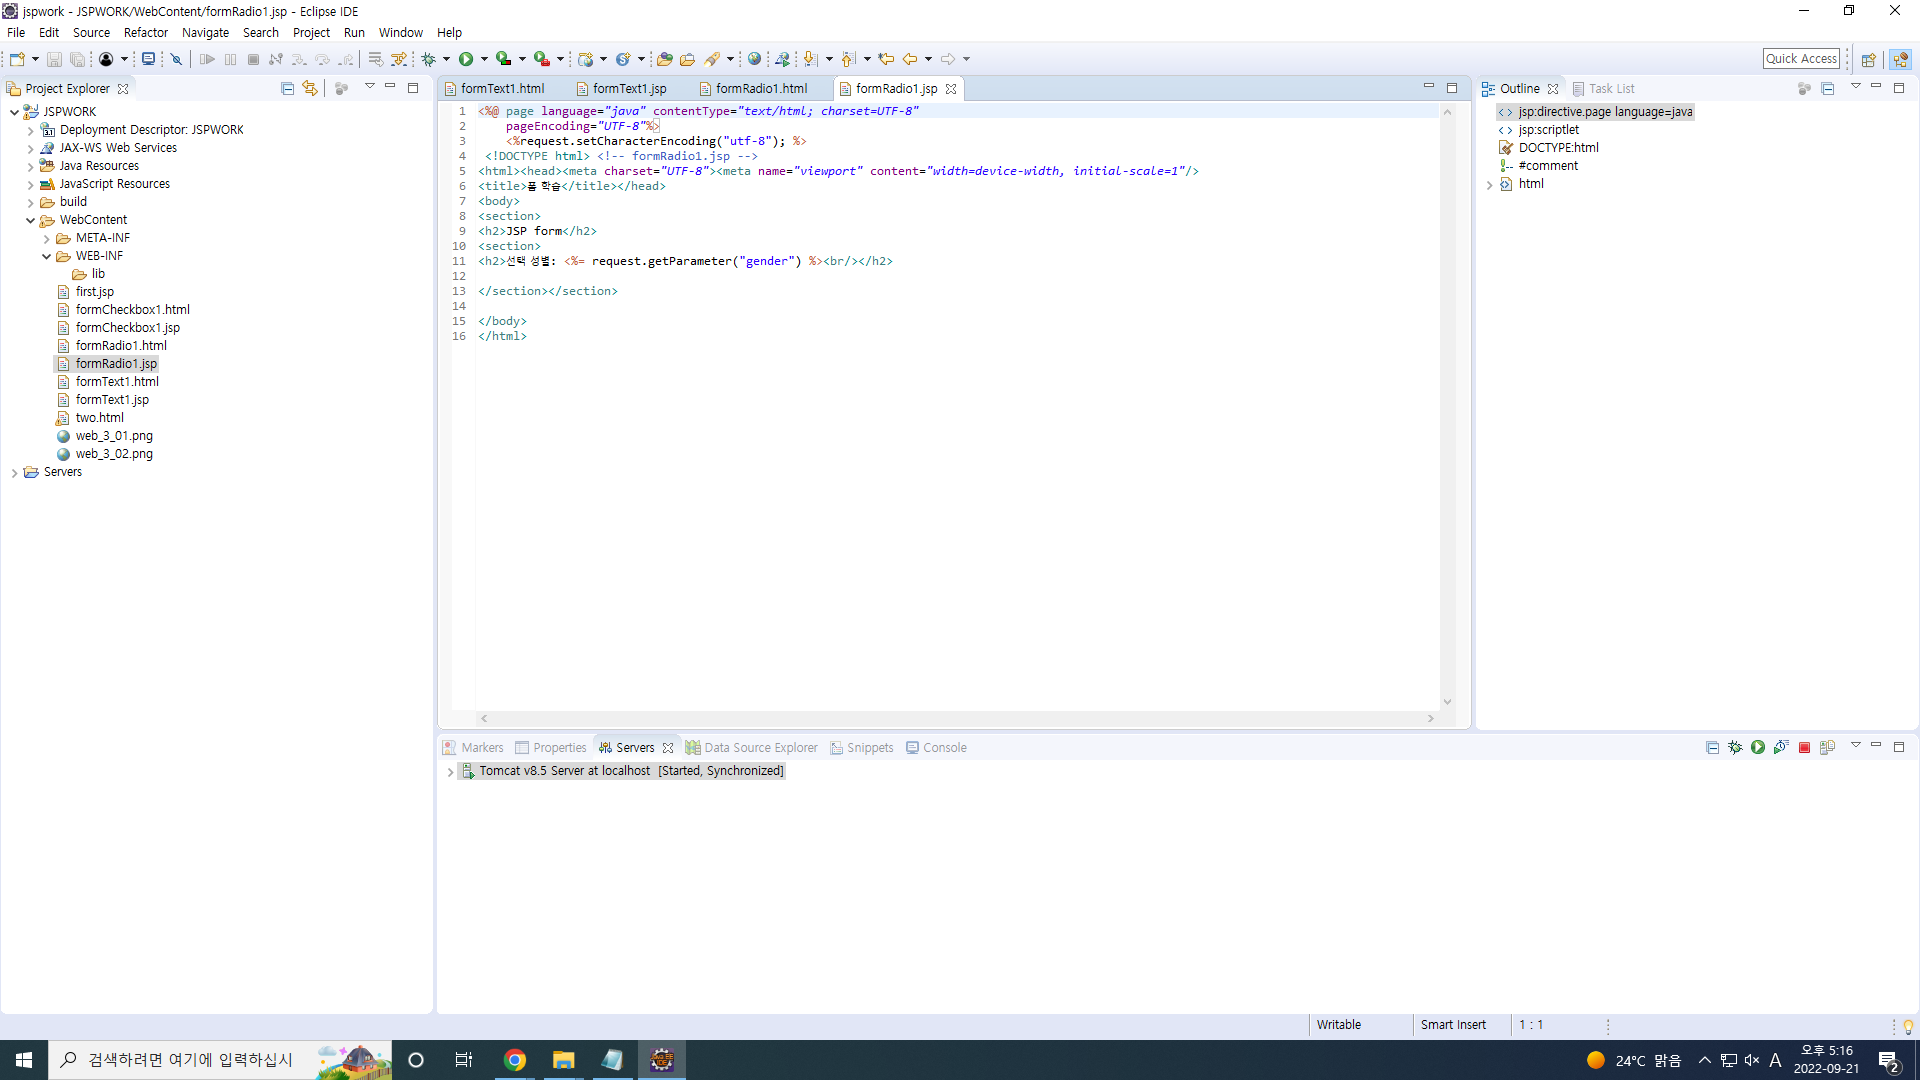 jspwork - JSPWORK/WebContent/formRadio1.jsp - Eclipse IDE
File Edit Source Refactor Navigate Search Project Run Window Help
Quick Access
Project Explorer
JSPWORK
Deployment Descriptor: JSPWORK
JAX-WS Web Services
Java Resources
JavaScript Resources
build
WebContent
META-INF
WEB-INF
lib
first.jsp
formCheckbox1.html
formCheckbox1.jsp
formRadio1.html
formRadio1.jsp
formText1.html
formText1.jsp
two.html
web_3_01.png
web_3_02.png
Servers
formText1.html formText1.jsp formRadio1.html formRadio1.jsp
1 <%@ page language="java" contentType="text/html; charset=UTF-8"
2 pageEncoding="UTF-8"%>
3 <%request.setCharacterEncoding("utf-8"); %>
4 <!DOCTYPE html> <!-- formRadio1.jsp -->
5 <html><head><meta charset="UTF-8"><meta name="viewport" content="width=device-width, initial-scale=1"/>
6 <title>폼 학습</title></head>
7 <body>
8 <section>
9 <h2>JSP form</h2>
10 <section>
11 <h2>선택 성별: <%= request.getParameter("gender") %><br/></h2>
12
13 </section></section>
14
15 </body>
16 </html>
Outline Task List
jsp:directive.page language=java
jsp:scriptlet
DOCTYPE:html
#comment
html
Markers Properties Servers Data Source Explorer Snippets Console
Tomcat v8.5 Server at localhost [Started, Synchronized]
Writable Smart Insert 1 : 1
검색하려면 여기에 입력하십시
24°C 맑음 A 오후 5:16
2022-09-21
2